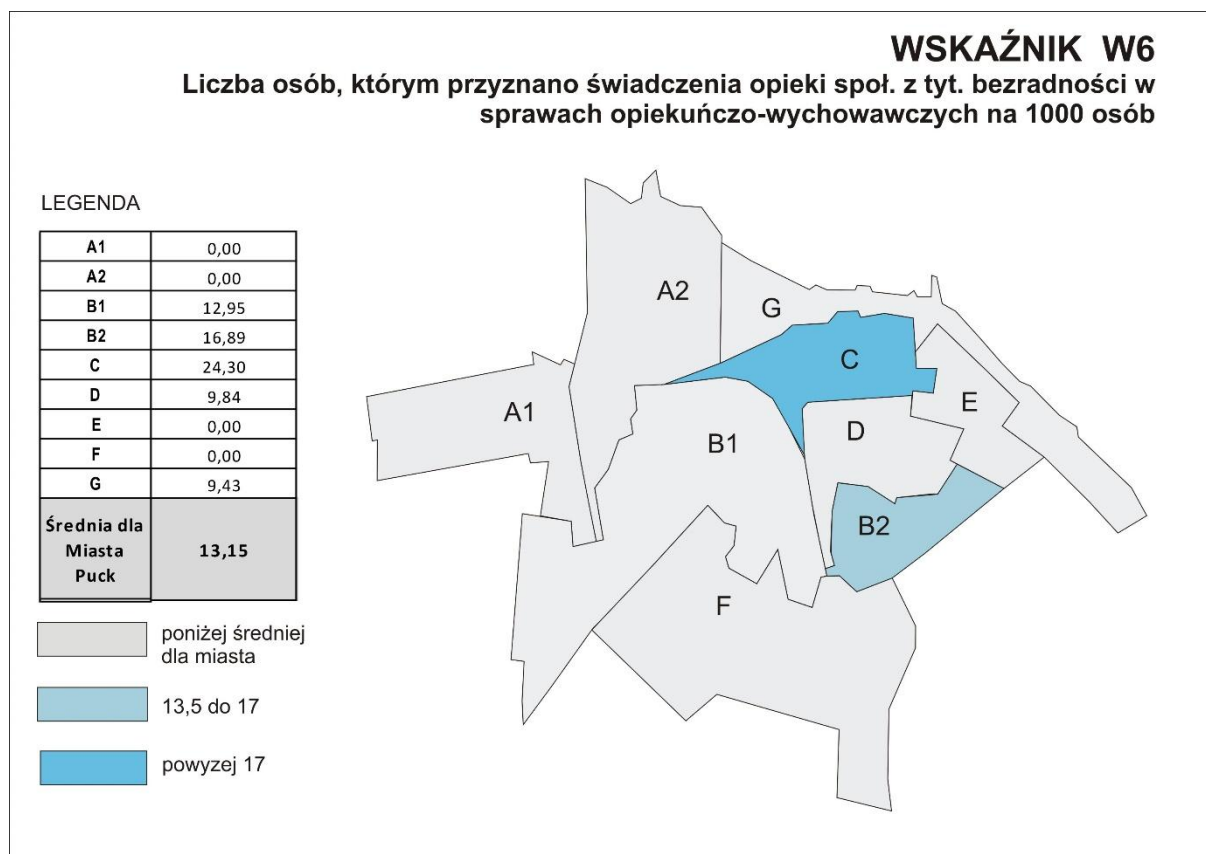 WSKAŹNIK W6
Liczba osób, którym przyznano świadczenia opieki społ. z tyt. bezradności w
sprawach opiekuńczo-wychowawczych na 1000 osób
LEGENDA
A1 0,00
A2 0,00
B1 12,95
B2 16,89
C 24,30
D 9,84
E 0,00
F 0,00
G 9,43
Średnia dla
Miasta 13,15
Puck
poniżej średniej
dla miasta
13,5 do 17
powyzej 17
A2
G
C
A1
E
B1
D
B2
F